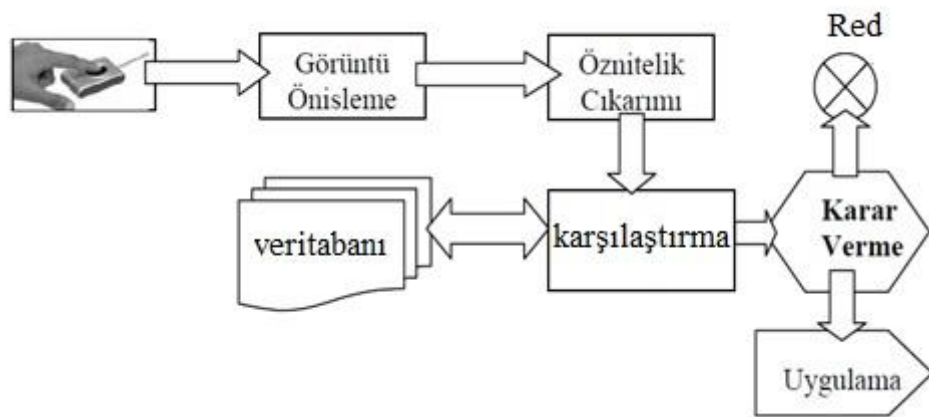 Red
Görüntü
Önisleme
Öznitelik
Cıkarımı
veritabanı
karşılaştırma
Karar
Verme
Uygulama